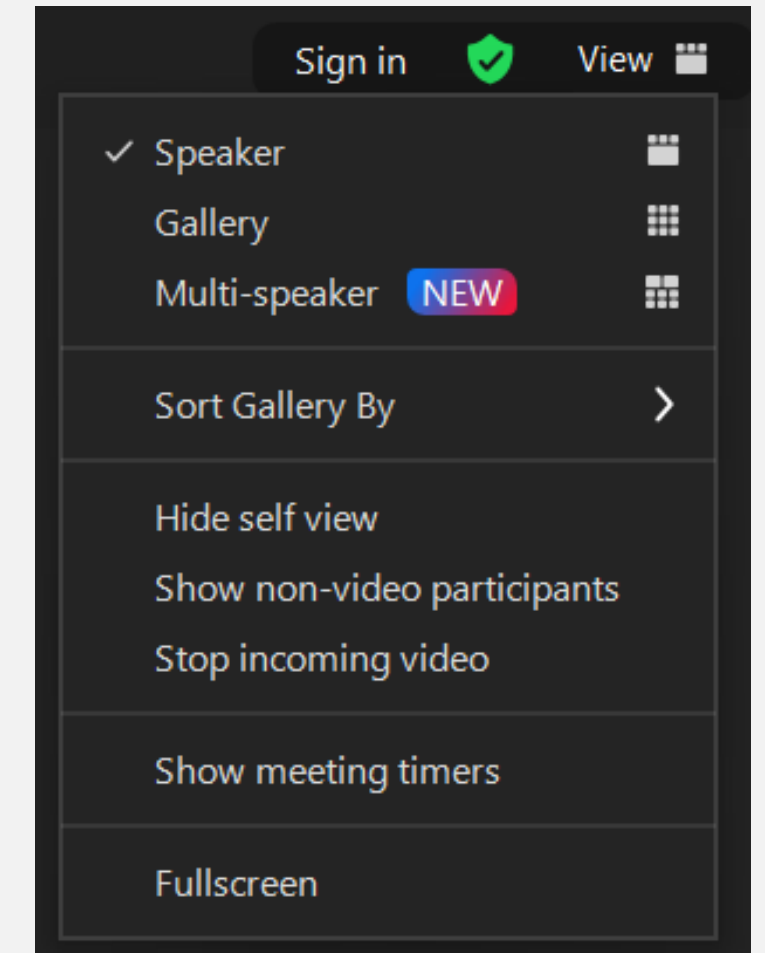 Sign in View
Speaker
Gallery
Multi-speaker NEW
Sort Gallery By
Hide self view
Show non-video participants
Stop incoming video
Show meeting timers
Fullscreen